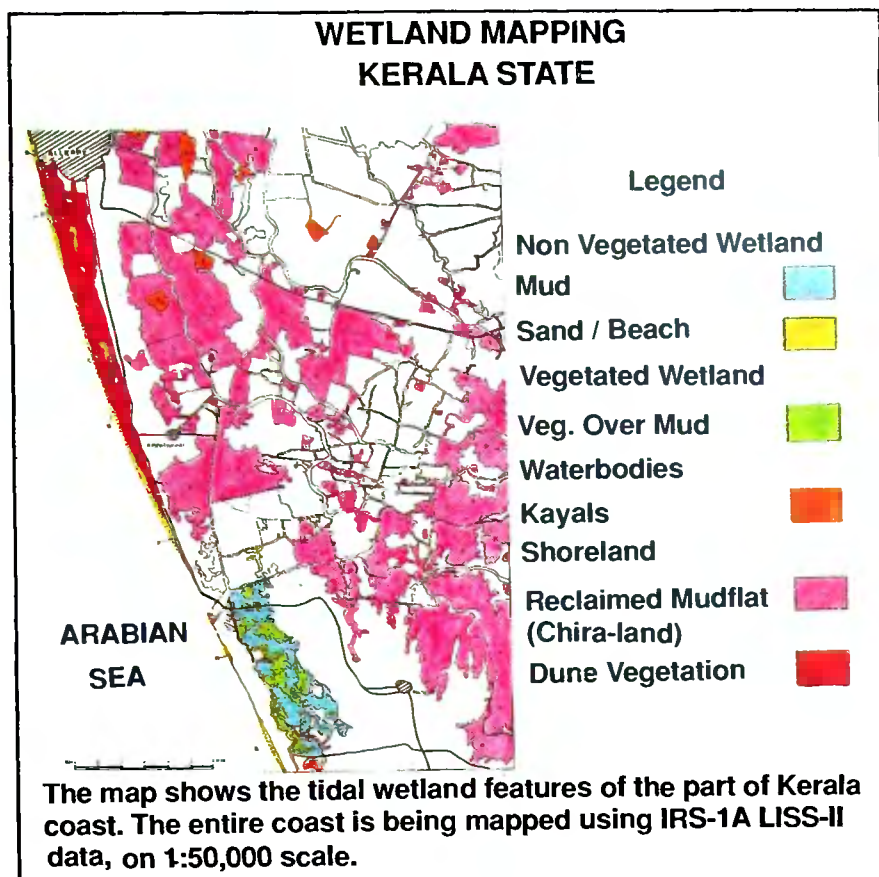 WETLAND MAPPING
KERALA STATE
Legend
Non Vegetated Wetland
Mud
Sand / Beach
Vegetated Wetland
Veg. Over Mud
Waterbodies
Kayals
Shoreland
Reclaimed Mudflat
(Chira-land)
Dune Vegetation
ARABIAN
SEA
The map shows the tidal wetland features of the part of Kerala
coast. The entire coast is being mapped using IRS-1A LISS-II
data, on 1:50,000 scale.